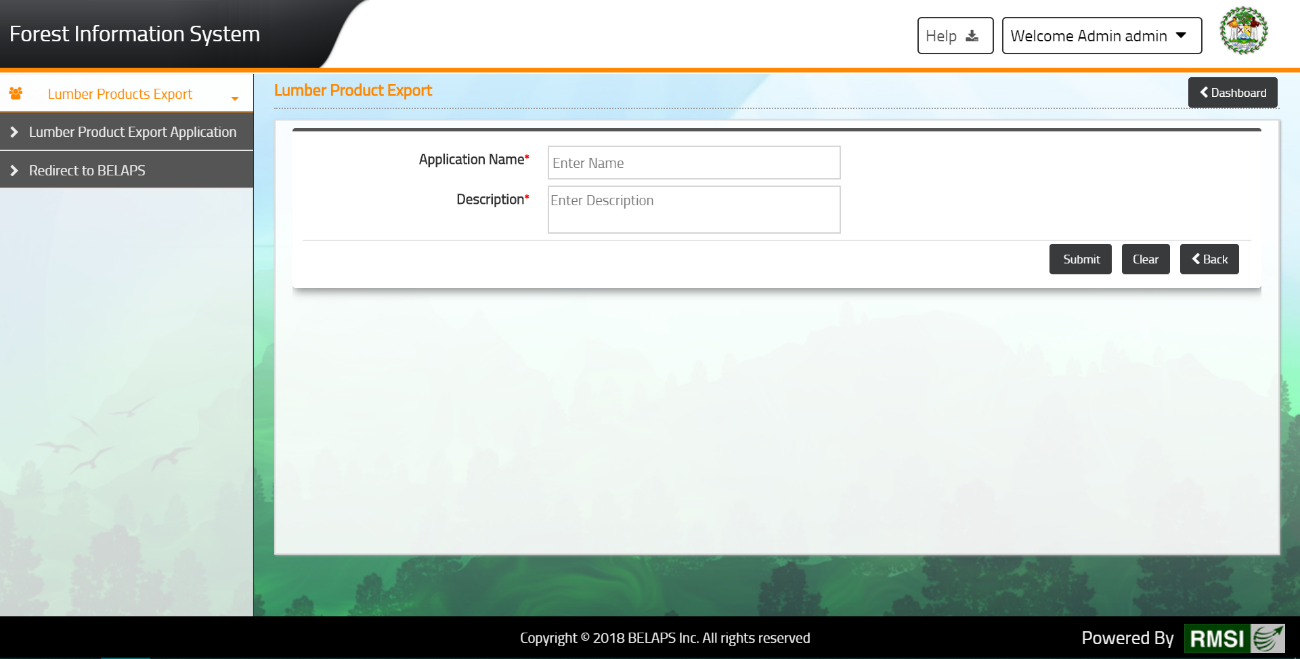 Forest Information System
Help
Welcome Admin admin
Lumber Products Export
Lumber Product Export Application
Redirect to BELAPS
Lumber Product Export
Dashboard
Application Name*
Enter Name
Description*
Enter Description
Submit
Clear
Back
Copyright © 2018 BELAPS Inc. All rights reserved
Powered By RMSI